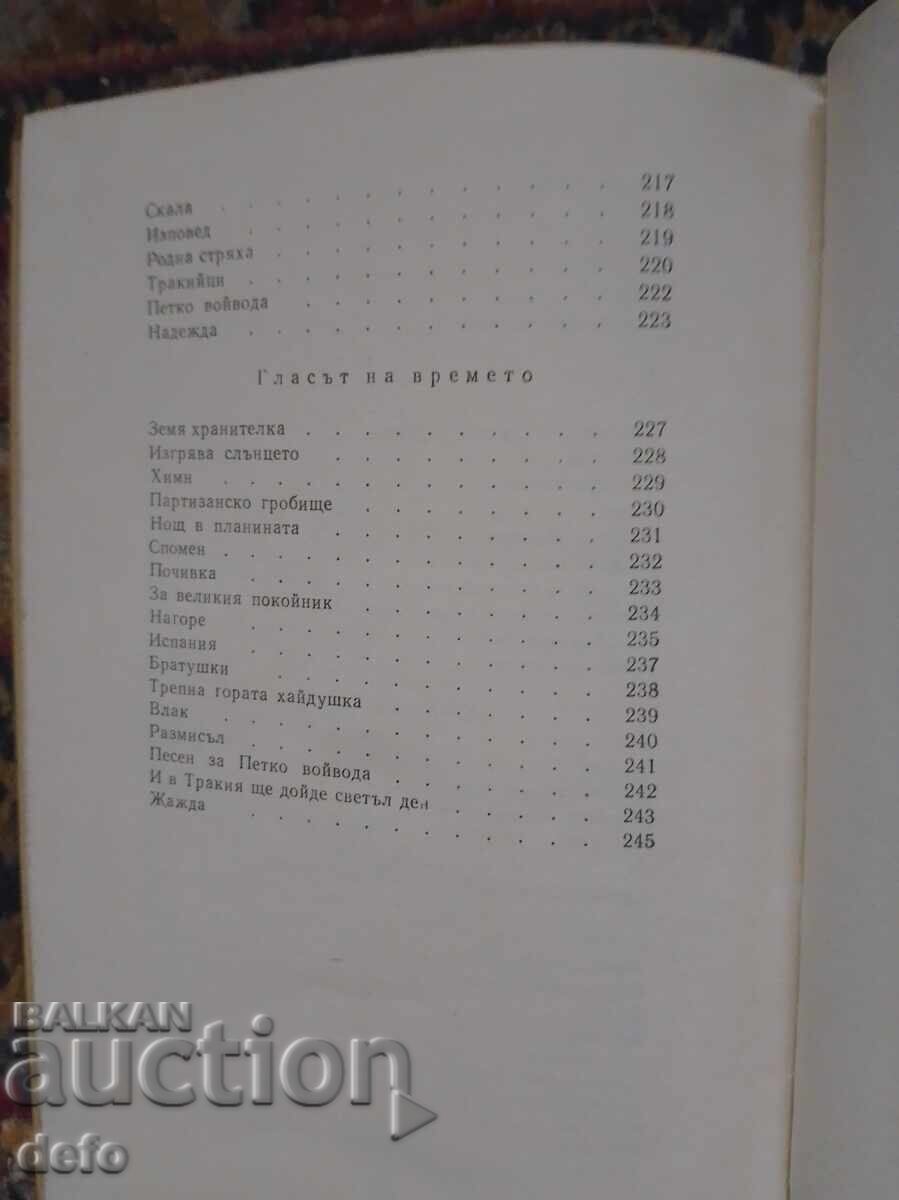 Скала . . . . . . . . . . . . . 217
Изповед . . . . . . . . . . . . 218
Родна стряха . . . . . . . . . . 219
Тракийци . . . . . . . . . . . . 220
Петко войвода . . . . . . . . . . 222
Надежда . . . . . . . . . . . . 223
Гласът на времето
Земя хранителка . . . . . . . . . . 227
Изгрява слънцето . . . . . . . . . 228
Химн . . . . . . . . . . . . . 229
Партизанско гробище . . . . . . . . 230
Нощ в планината . . . . . . . . . 231
Спомен . . . . . . . . . . . . . 232
Почивка . . . . . . . . . . . . 233
За великия покойник . . . . . . . . 234
Нагоре . . . . . . . . . . . . 235
Испания . . . . . . . . . . . . 237
Братушки . . . . . . . . . . . . 238
Трепна гората хайдушка . . . . . . . 239
Влак . . . . . . . . . . . . . 240
Размисъл . . . . . . . . . . . . 241
Песен за Петко войвода . . . . . . . 242
И в Тракия ще дойде светъл ден . . . . . 243
Жажда . . . . . . . . . . . . 245
BALKAN
auction
defo